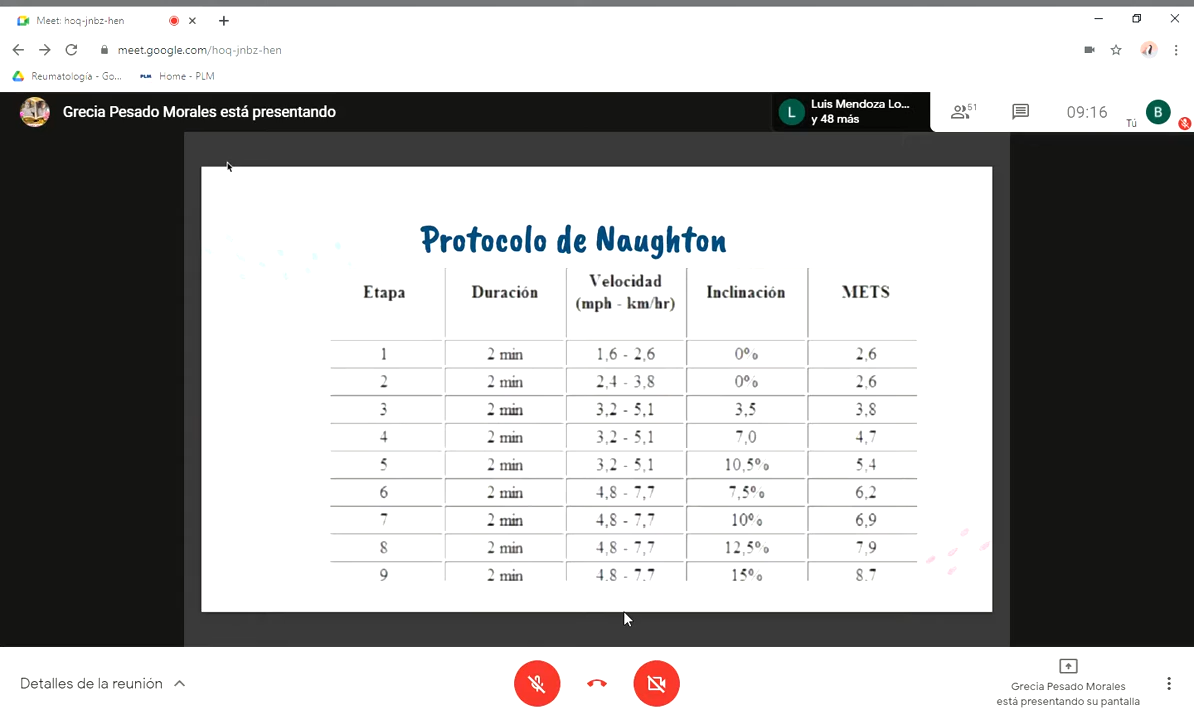 Meet: hoq-jnbz-hen
meet.google.com/hoq-jnbz-hen
Reumatología - Go... PLM Home - PLM
Grecia Pesado Morales está presentando
L Luis Mendoza Lo...
y 48 más
51
09:16
Tú
B
Protocolo de Naughton
Etapa Duración Velocidad (mph - km/hr) Inclinación METS
1 2 min 1,6 - 2,6 0% 2,6
2 2 min 2,4 - 3,8 0% 2,6
3 2 min 3,2 - 5,1 3,5 3,8
4 2 min 3,2 - 5,1 7,0 4,7
5 2 min 3,2 - 5,1 10,5% 5,4
6 2 min 4,8 - 7,7 7,5% 6,2
7 2 min 4,8 - 7,7 10% 6,9
8 2 min 4,8 - 7,7 12,5% 7,9
9 2 min 4,8 - 7,7 15% 8,7
Detalles de la reunión
Grecia Pesado Morales
está presentando su pantalla